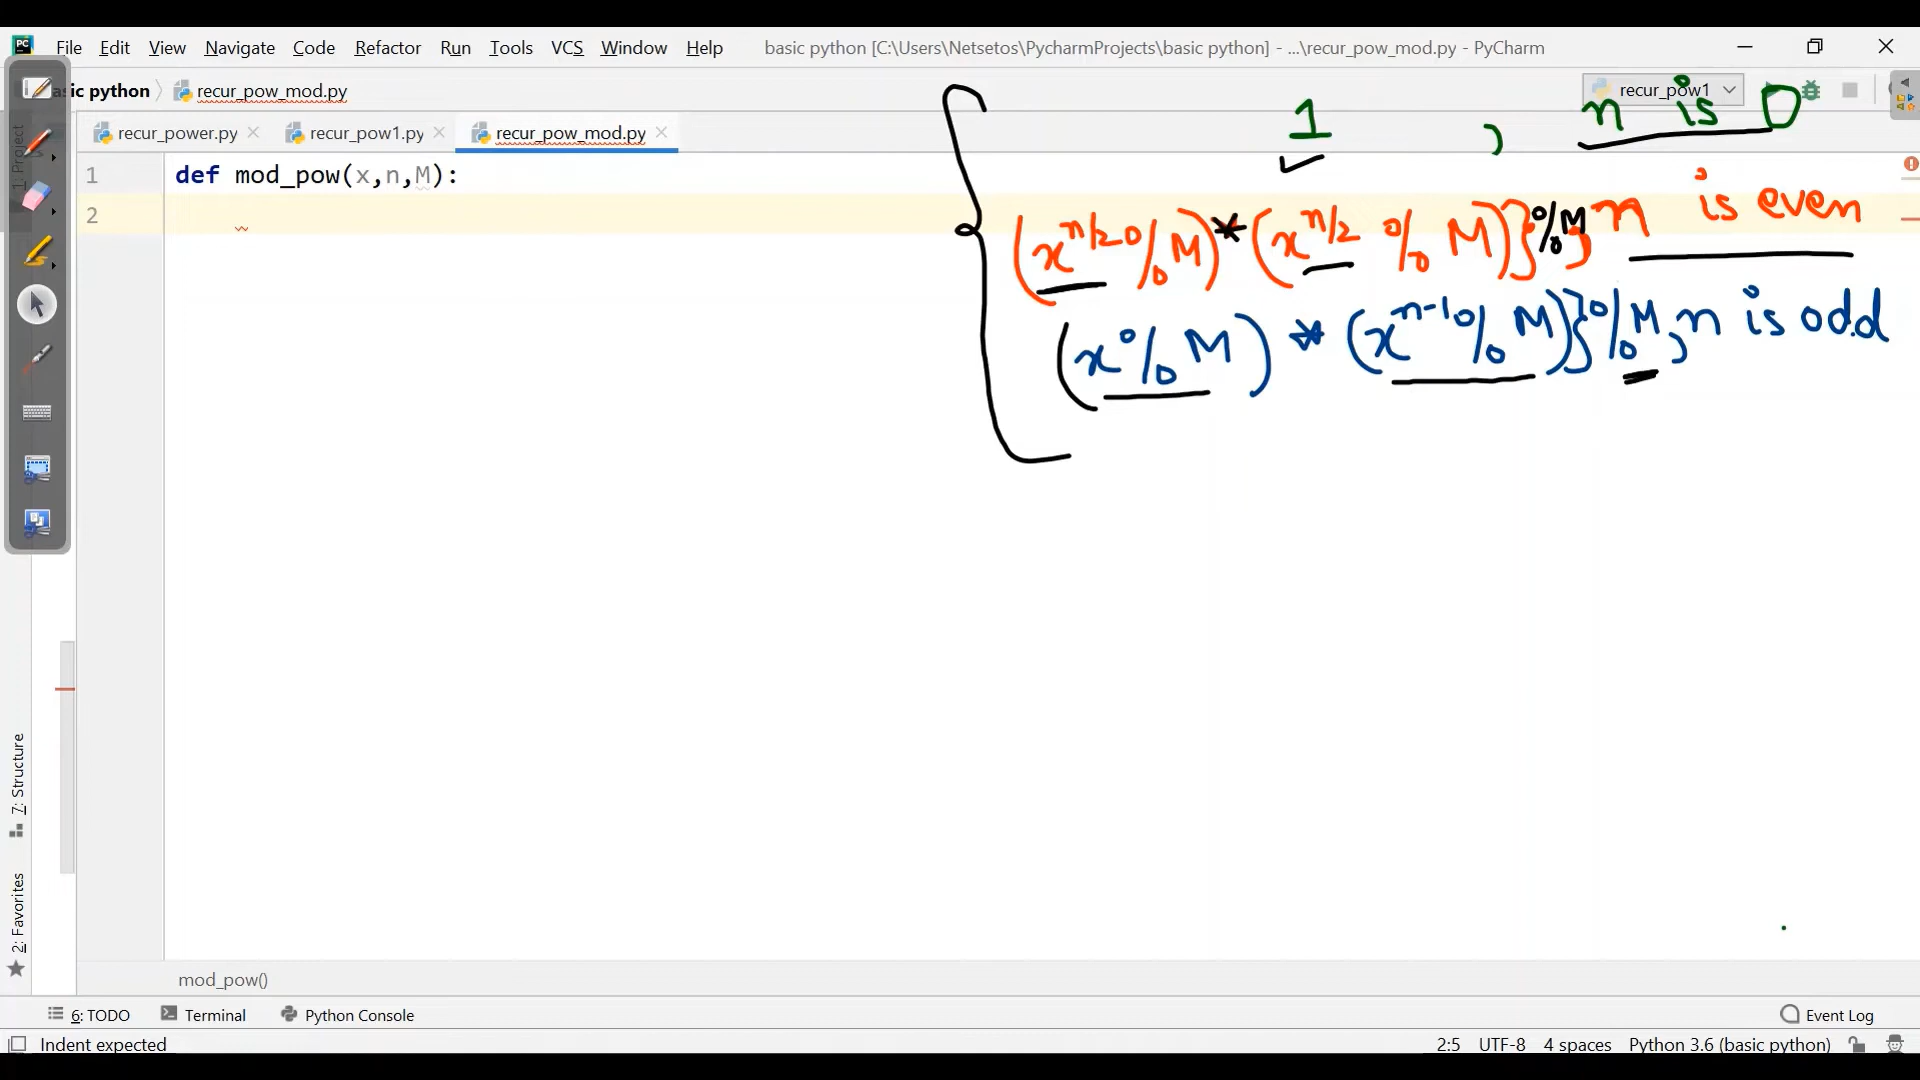 File Edit View Navigate Code Refactor Run Tools VCS Window Help basic python [C:\Users\Netsetos\PycharmProjects\basic python] - ...\recur_pow_mod.py - PyCharm
asic python recur_pow_mod.py
recur_pow1
1 , n is 0
recur_power.py recur_pow1.py recur_pow_mod.py
1: Project
1 def mod_pow(x,n,M):
2
(x^n/2 % M) * (x^n/2 % M)} % M } n is even
(x % M) * (x^n-1 % M)} % M, n is odd
7: Structure
2: Favorites
mod_pow()
6: TODO Terminal Python Console Event Log
Indent expected 2:5 UTF-8 4 spaces Python 3.6 (basic python)